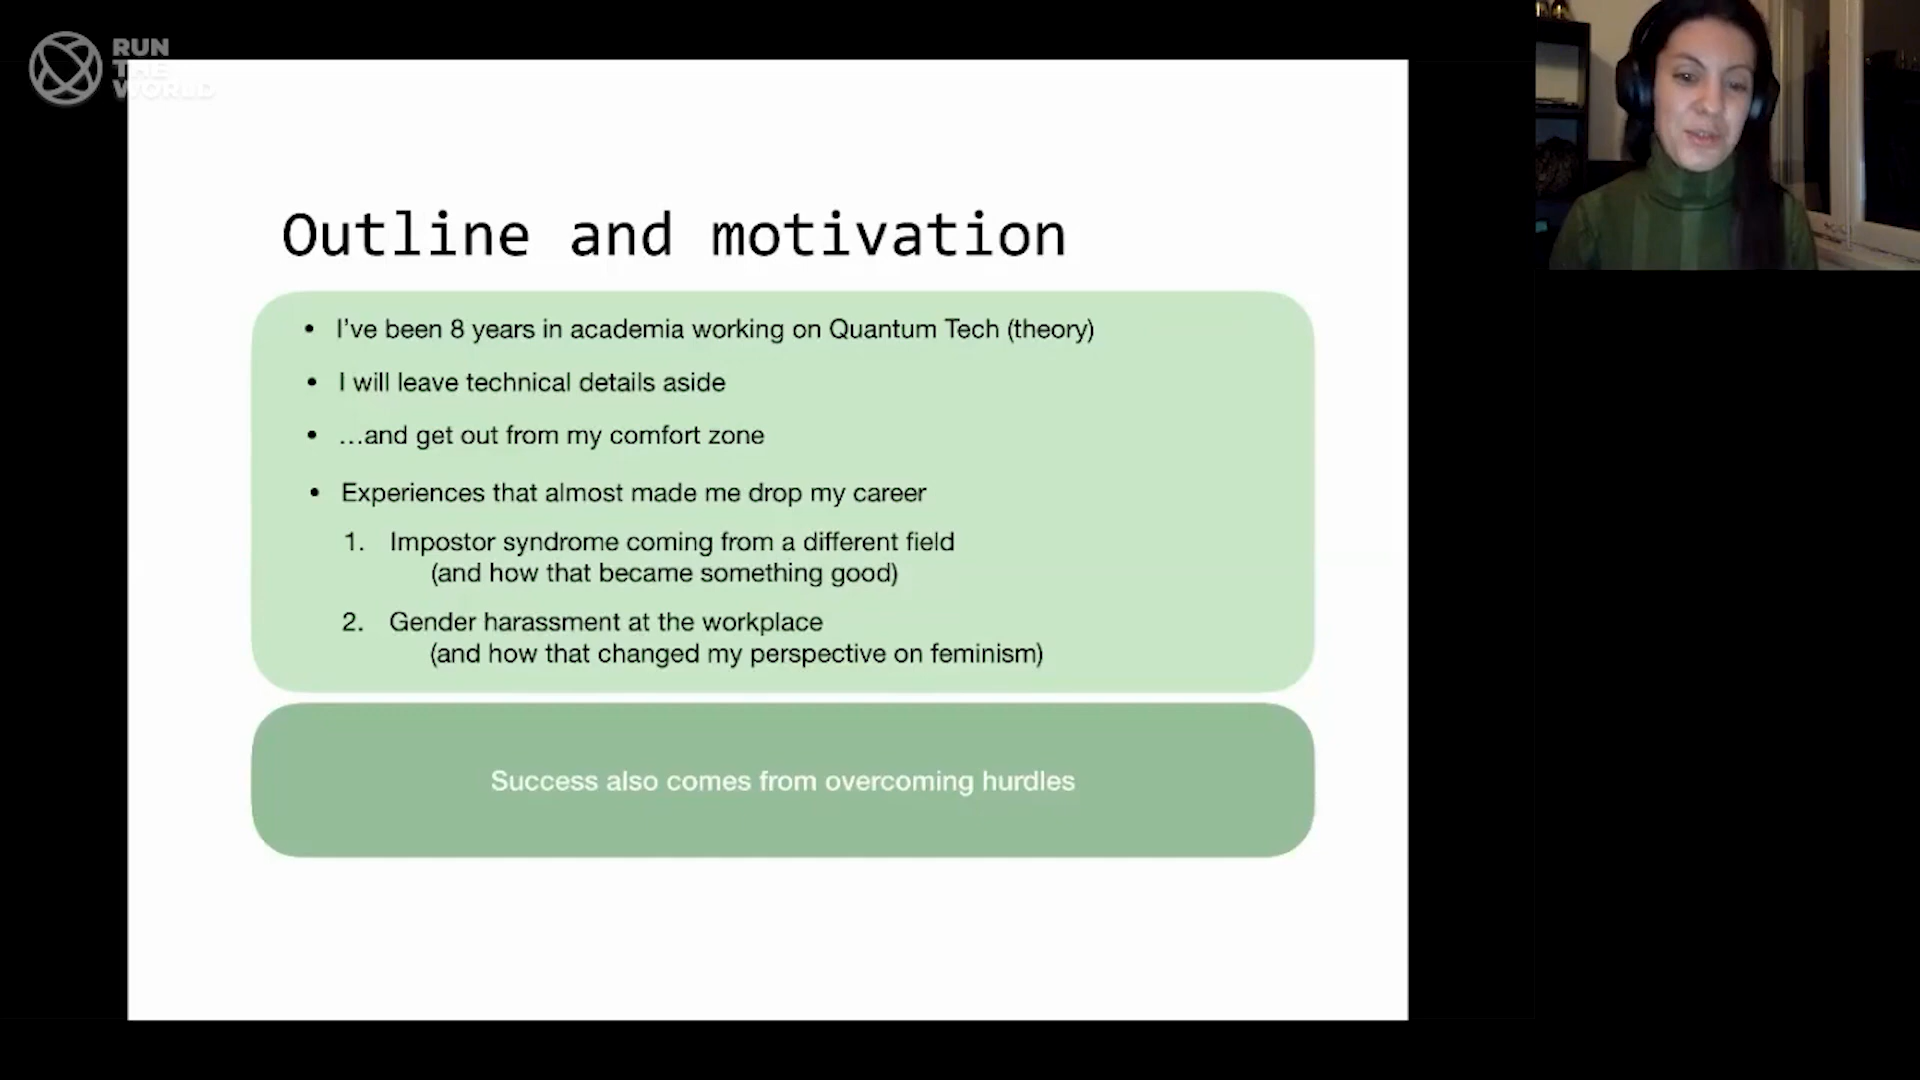 RUN
THE
WORLD
Outline and motivation
• I've been 8 years in academia working on Quantum Tech (theory)
• I will leave technical details aside
• …and get out from my comfort zone
• Experiences that almost made me drop my career
1. Impostor syndrome coming from a different field
(and how that became something good)
2. Gender harassment at the workplace
(and how that changed my perspective on feminism)
Success also comes from overcoming hurdles